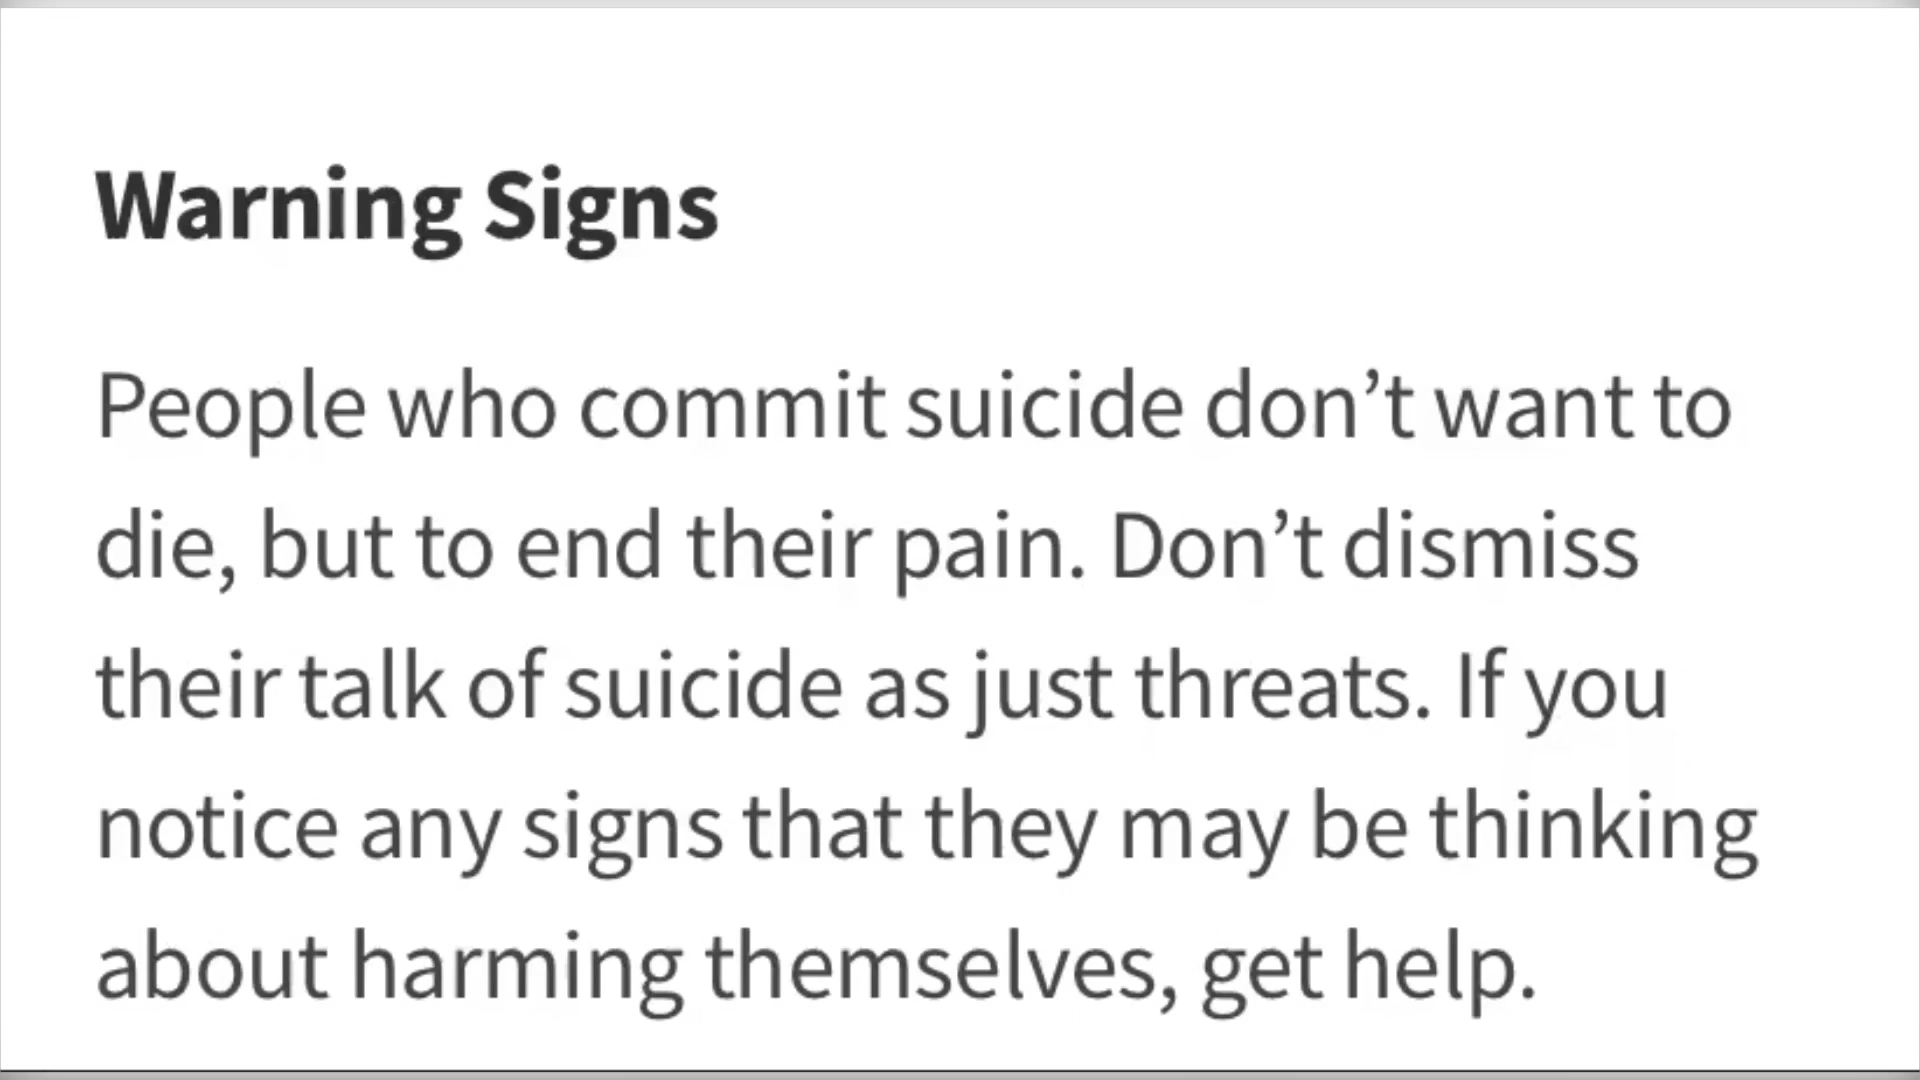 Warning Signs
People who commit suicide don’t want to
die, but to end their pain. Don’t dismiss
their talk of suicide as just threats. If you
notice any signs that they may be thinking
about harming themselves, get help.